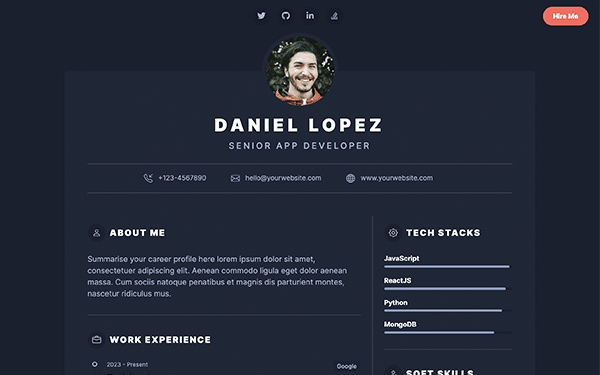 Hire Me
DANIEL LOPEZ
SENIOR APP DEVELOPER
+123-4567890
hello@yourwebsite.com
www.yourwebsite.com
ABOUT ME
Summarise your career profile here lorem ipsum dolor sit amet,
consectetuer adipiscing elit. Aenean commodo ligula eget dolor aenean
massa. Cum sociis natoque penatibus et magnis dis parturient montes,
nascetur ridiculus mus.
WORK EXPERIENCE
2023 - Present
Google
TECH STACKS
JavaScript
ReactJS
Python
MongoDB
SOFT SKILLS